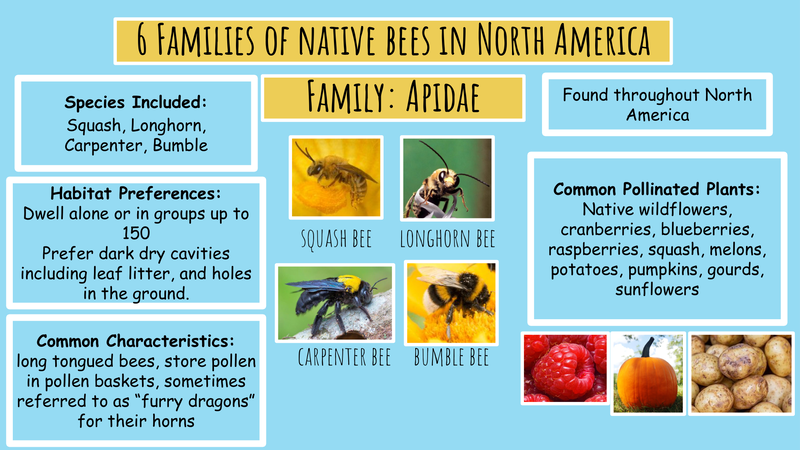 6 Families of native bees in North America
Family: Apidae
Species Included:
Squash, Longhorn,
Carpenter, Bumble
Habitat Preferences:
Dwell alone or in groups up to
150
Prefer dark dry cavities
including leaf litter, and holes
in the ground.
Common Characteristics:
long tongued bees, store pollen
in pollen baskets, sometimes
referred to as “furry dragons”
for their horns
squash bee
longhorn bee
carpenter bee
bumble bee
Found throughout North
America
Common Pollinated Plants:
Native wildflowers,
cranberries, blueberries,
raspberries, squash, melons,
potatoes, pumpkins, gourds,
sunflowers